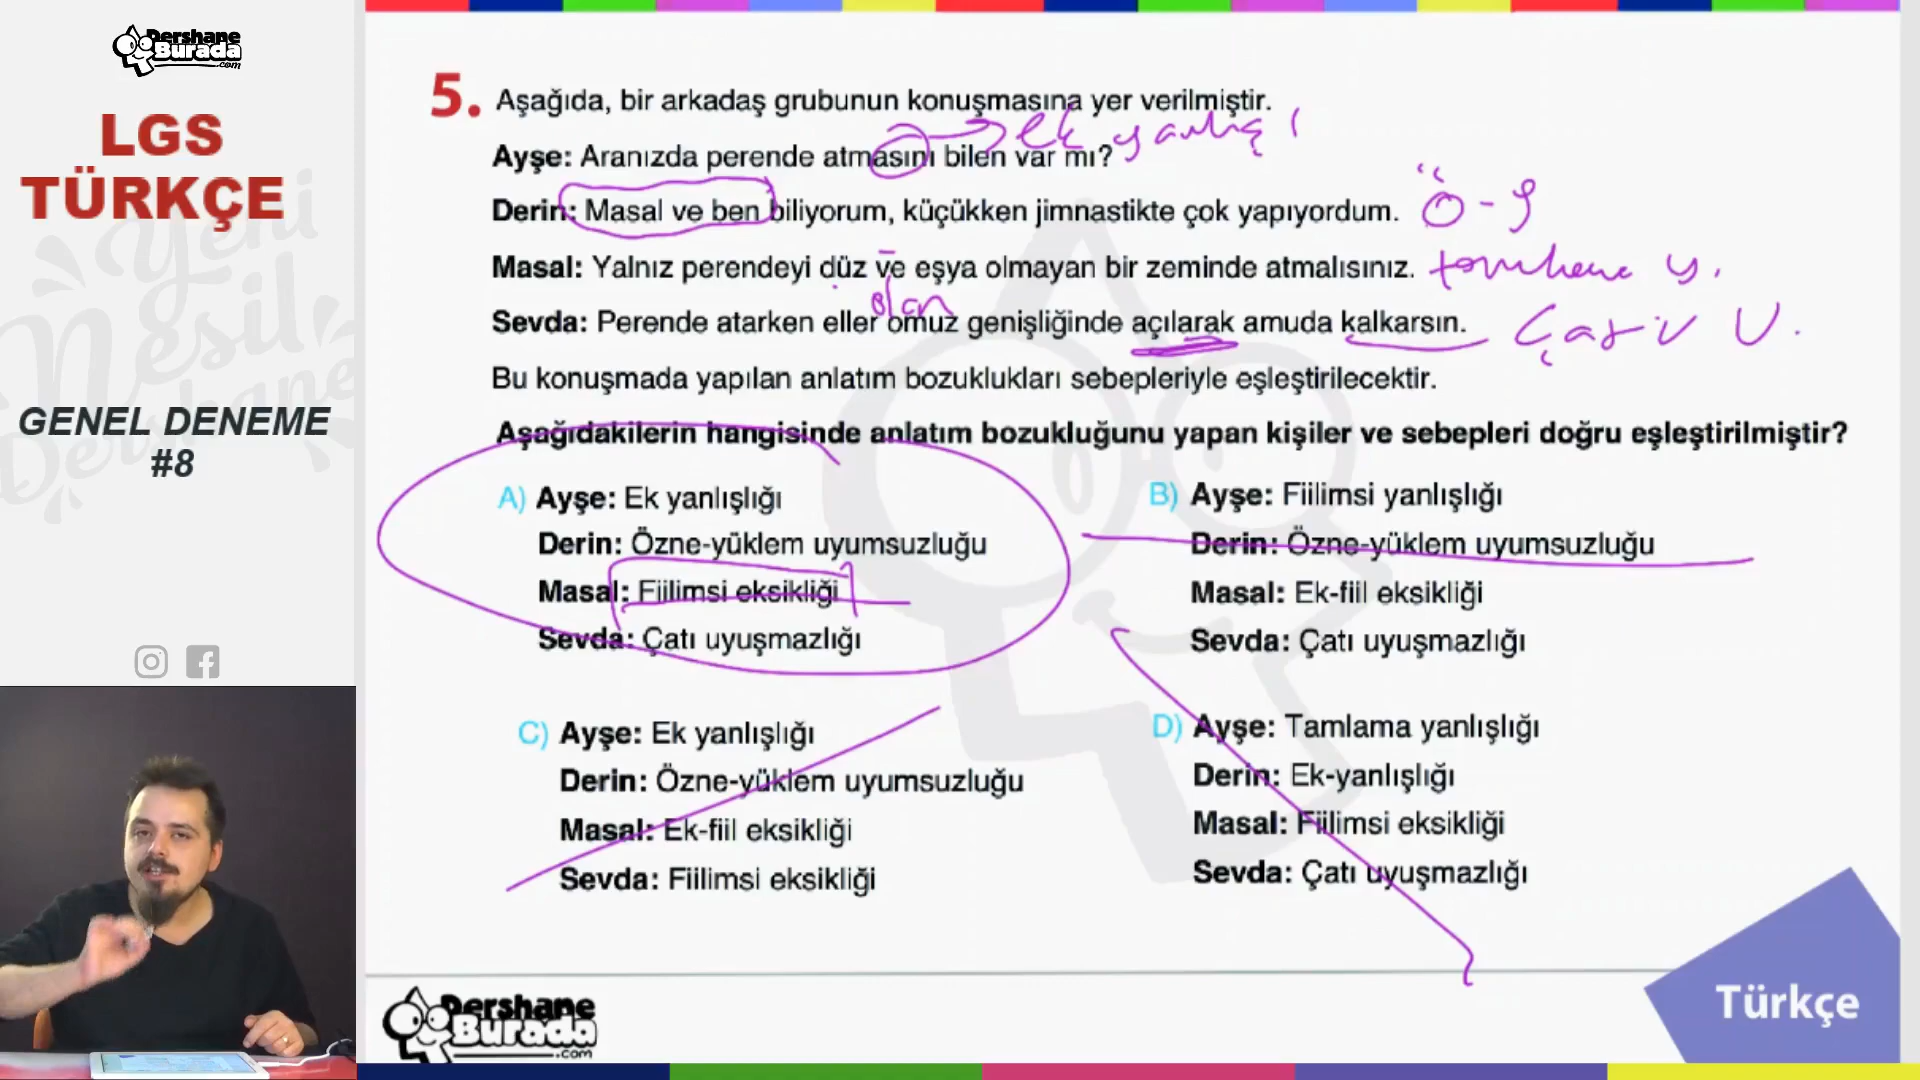 Dershane
Burada
.com
LGS
TÜRKÇE
Yeni
Nesil
Dershane
GENEL DENEME
#8
5. Aşağıda, bir arkadaş grubunun konuşmasına yer verilmiştir.
ek yanlışı
Ayşe: Aranızda perende atmasını bilen var mı?
Derin: Masal ve ben biliyorum, küçükken jimnastikte çok yapıyordum. Ö-y
Masal: Yalnız perendeyi düz ve eşya olmayan bir zeminde atmalısınız.
olan
Sevda: Perende atarken eller omuz genişliğinde açılarak amuda kalkarsın. Çatı U.
Bu konuşmada yapılan anlatım bozuklukları sebepleriyle eşleştirilecektir.
Aşağıdakilerin hangisinde anlatım bozukluğunu yapan kişiler ve sebepleri doğru eşleştirilmiştir?
A) Ayşe: Ek yanlışlığı
Derin: Özne-yüklem uyumsuzluğu
Masal: Fiilimsi eksikliği
Sevda: Çatı uyuşmazlığı
B) Ayşe: Fiilimsi yanlışlığı
Derin: Özne-yüklem uyumsuzluğu
Masal: Ek-fiil eksikliği
Sevda: Çatı uyuşmazlığı
C) Ayşe: Ek yanlışlığı
Derin: Özne-yüklem uyumsuzluğu
Masal: Ek-fiil eksikliği
Sevda: Fiilimsi eksikliği
D) Ayşe: Tamlama yanlışlığı
Derin: Ek-yanlışlığı
Masal: Fiilimsi eksikliği
Sevda: Çatı uyuşmazlığı
Dershane
Burada
.com
Türkçe